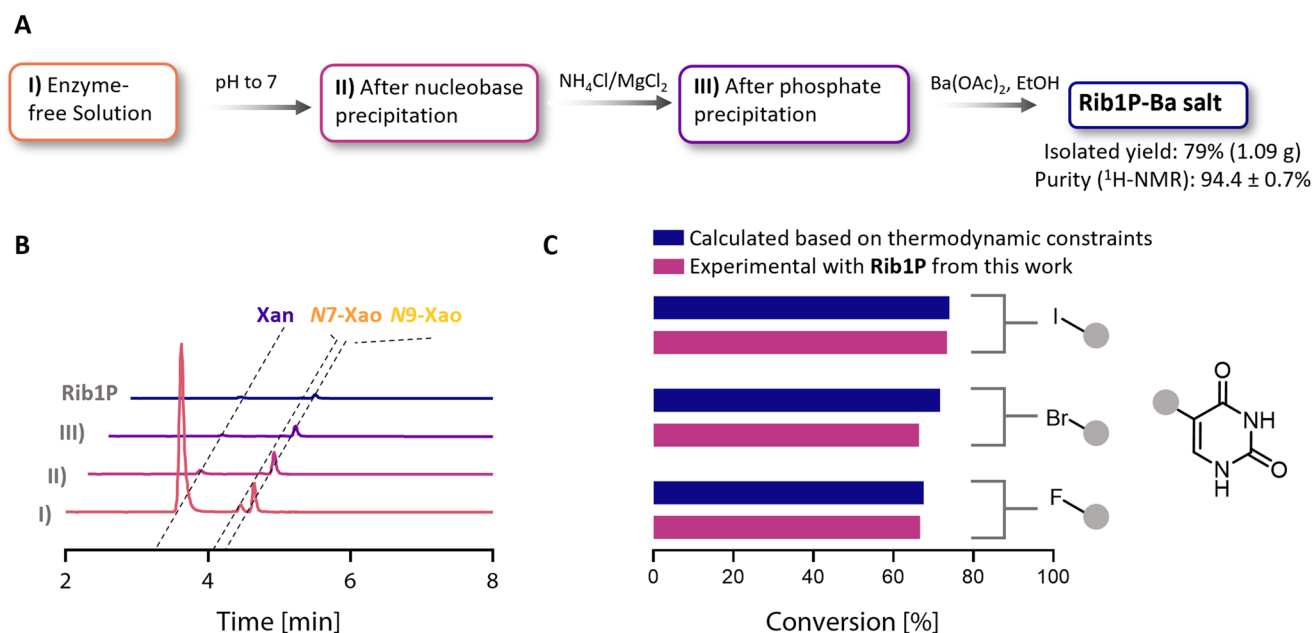 A
I) Enzyme-
free Solution
pH to 7
II) After nucleobase
precipitation
NH4Cl/MgCl2
III) After phosphate
precipitation
Ba(OAc)2, EtOH
Rib1P-Ba salt
Isolated yield: 79% (1.09 g)
Purity (1H-NMR): 94.4 ± 0.7%
B
Xan N7-Xao N9-Xao
Rib1P
III)
II)
I)
2 4 6 8
Time [min]
C
Calculated based on thermodynamic constraints
Experimental with Rib1P from this work
I
Br
F
0 20 40 60 80 100
Conversion [%]
O
NH
N
H
O